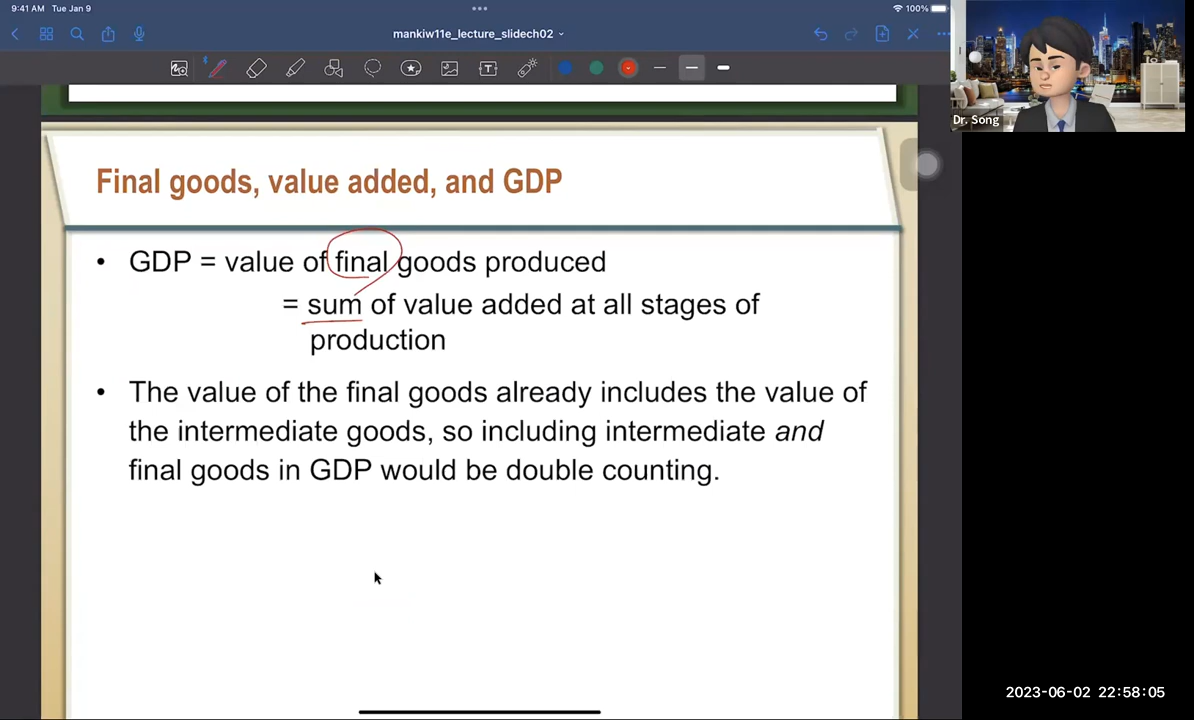 9:41 AM Tue Jan 9
100%
mankiw11e_lecture_slidech02
Dr. Song
Final goods, value added, and GDP
• GDP = value of final goods produced
= sum of value added at all stages of
production
• The value of the final goods already includes the value of
the intermediate goods, so including intermediate and
final goods in GDP would be double counting.
2023-06-02 22:58:05